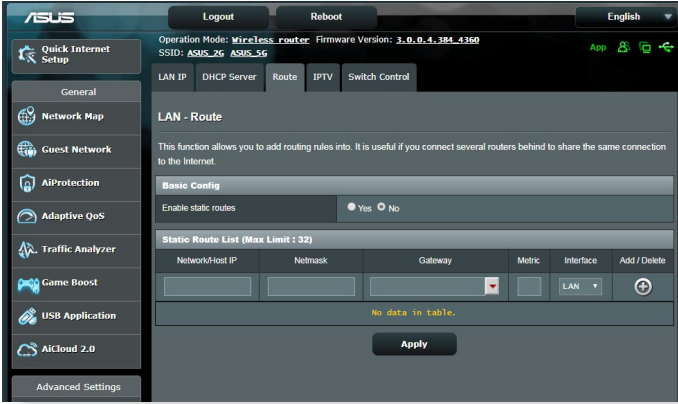 ASUS
Logout
Reboot
English
Operation Mode: Wireless router Firmware Version: 3.0.0.4.384_4360
SSID: ASUS_2G ASUS_5G
App
Quick Internet
Setup
General
Network Map
Guest Network
AiProtection
Adaptive QoS
Traffic Analyzer
Game Boost
USB Application
AiCloud 2.0
Advanced Settings
LAN IP DHCP Server Route IPTV Switch Control
LAN - Route
This function allows you to add routing rules into. It is useful if you connect several routers behind to share the same connection
to the Internet.
Basic Config
Enable static routes Yes No
Static Route List (Max Limit : 32)
Network/Host IP Netmask Gateway Metric Interface Add / Delete
LAN
No data in table.
Apply